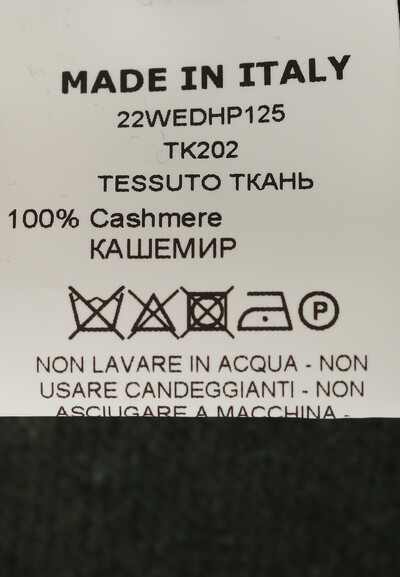 MADE IN ITALY
22WEDHP125
TK202
TESSUTO ТКАНЬ
100% Cashmere
КАШЕМИР
P
NON LAVARE IN ACQUA - NON
USARE CANDEGGIANTI - NON
ASCIUGARE A MACCHINA -